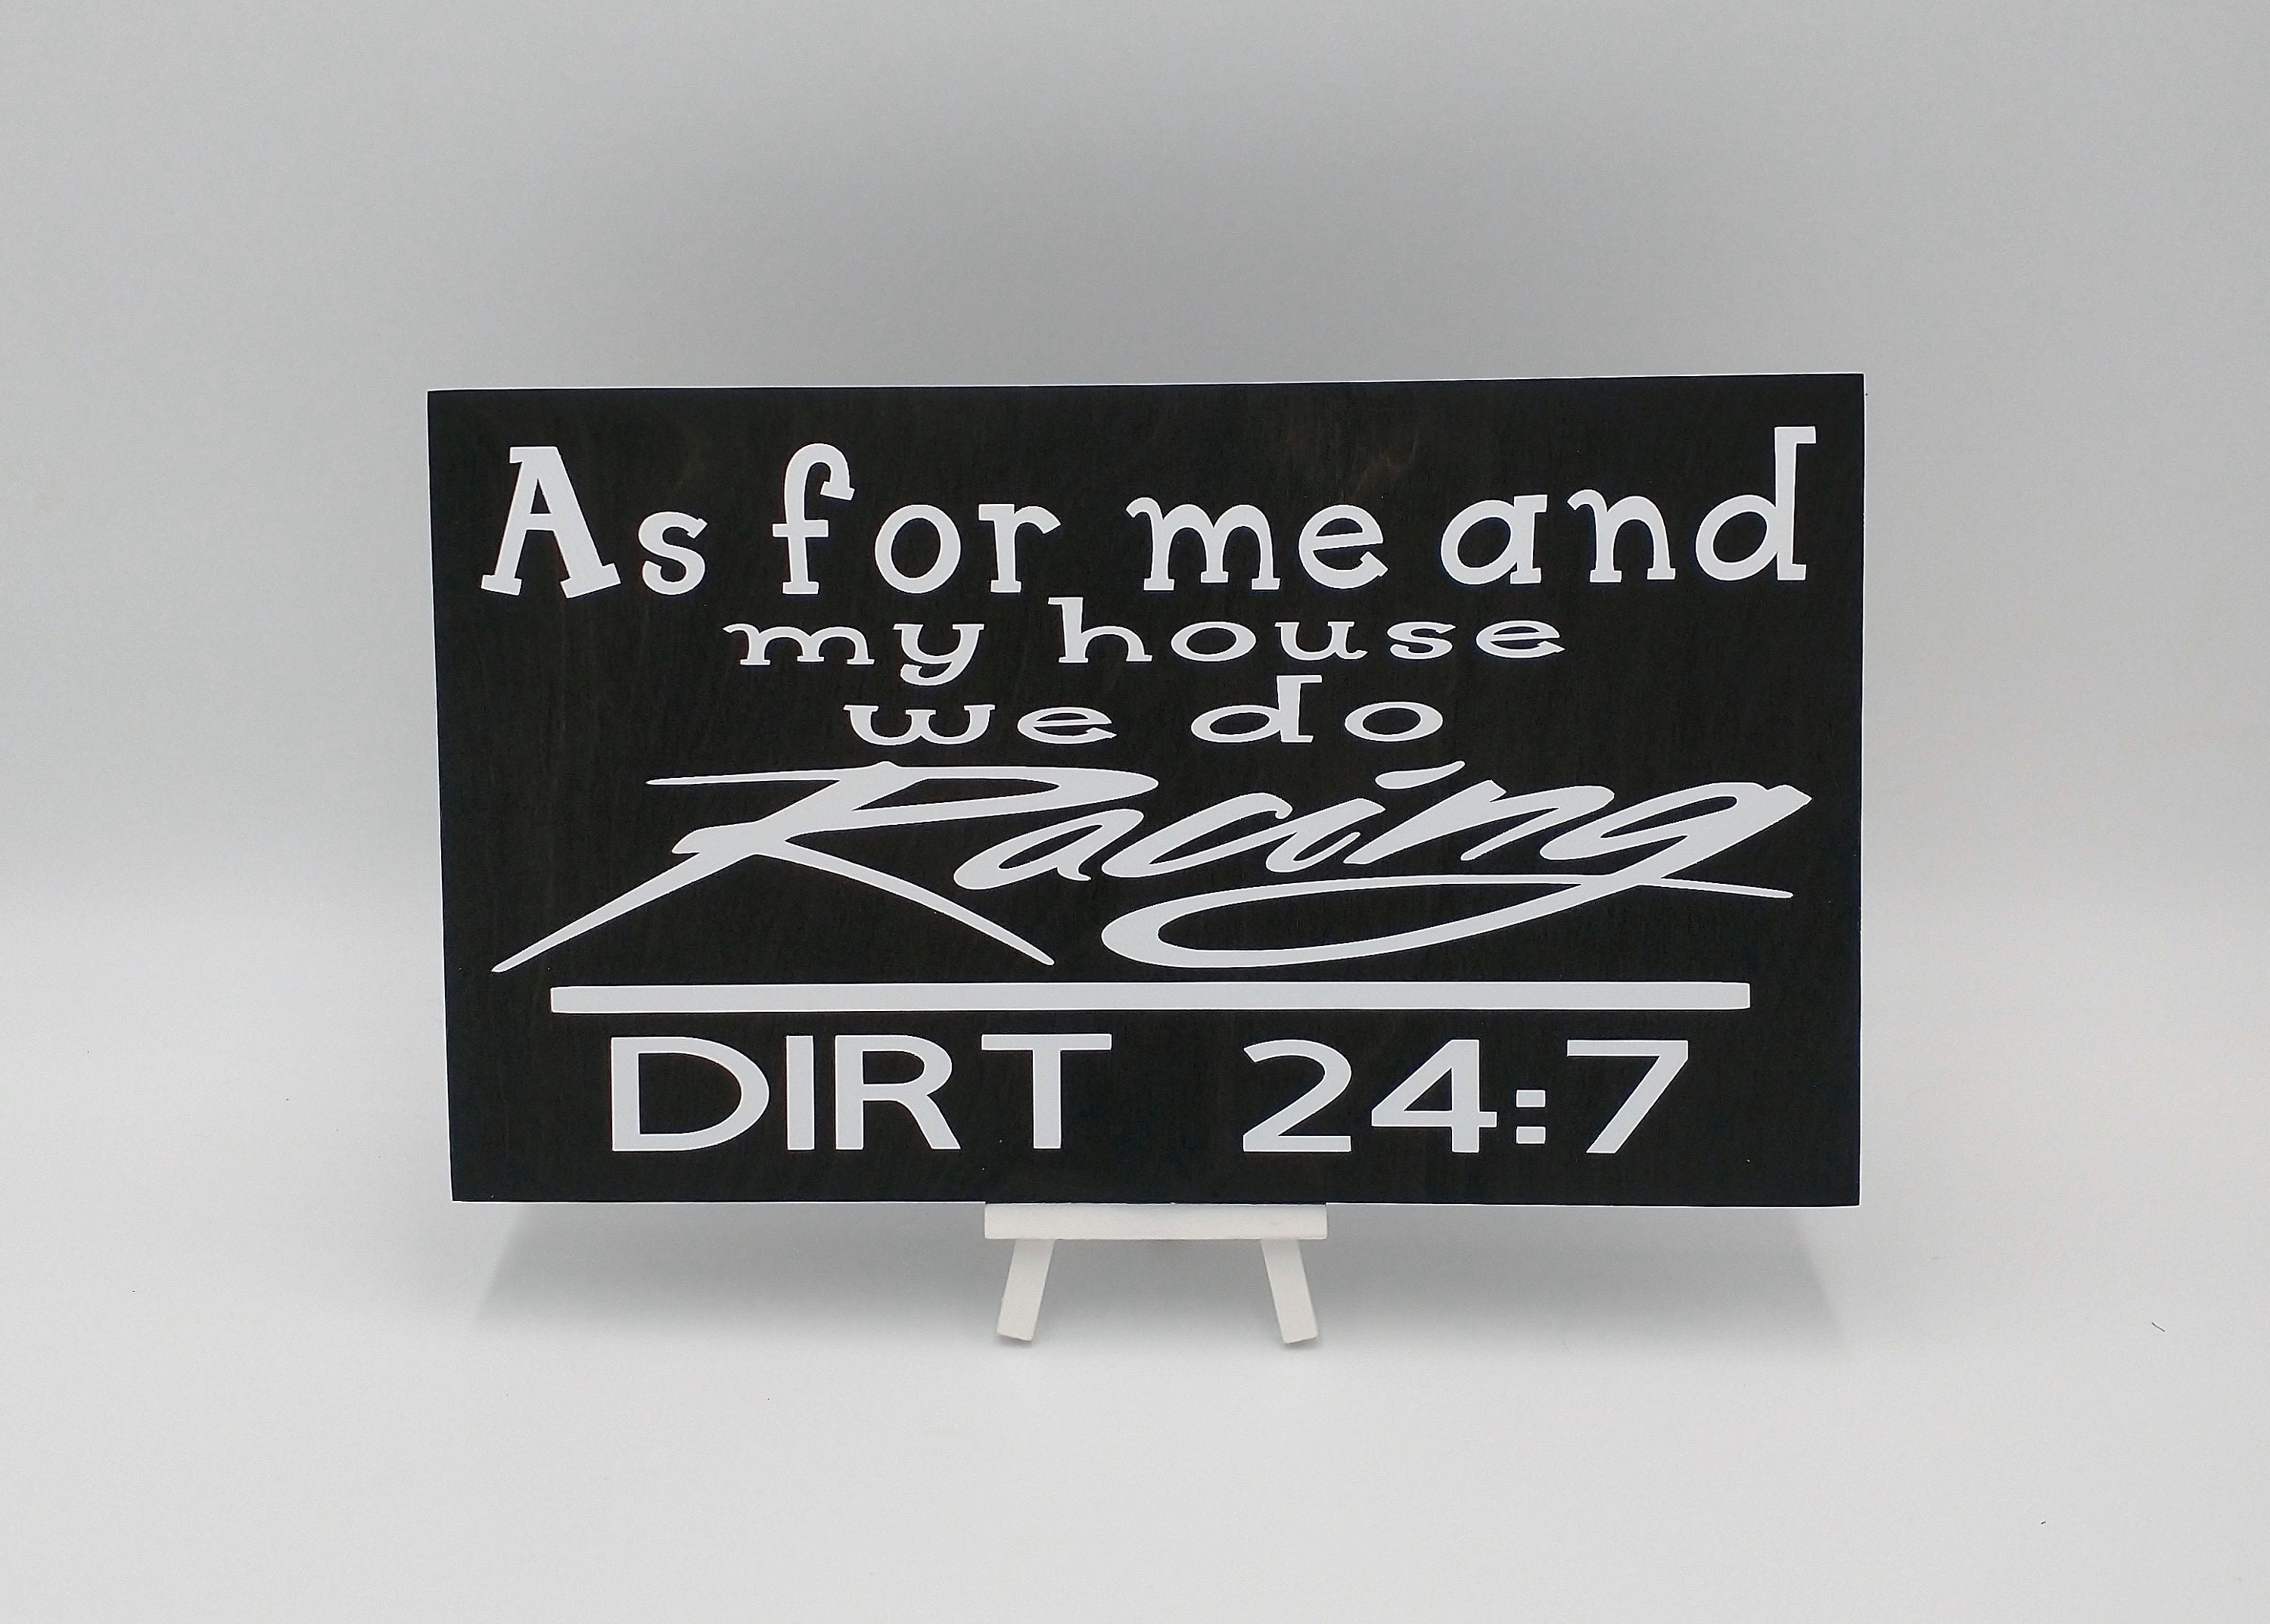 As for me and
my house
we do
Racing
DIRT 24:7